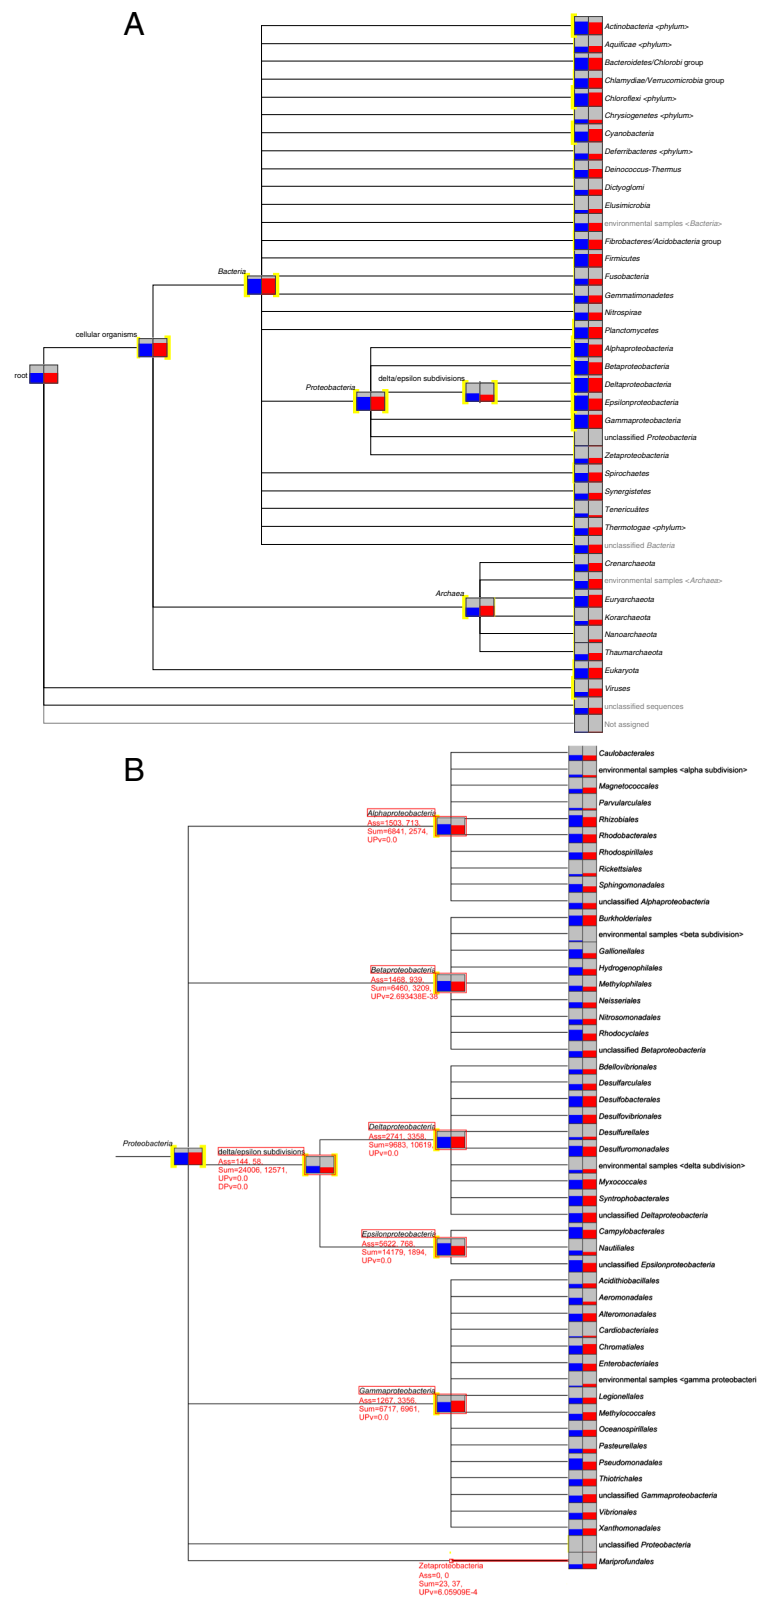 A
Actinobacteria <phylum>
Aquificae <phylum>
Bacteroidetes/Chlorobi group
Chlamydiae/Verrucomicrobia group
Chloroflexi <phylum>
Chrysiogenetes <phylum>
Cyanobacteria
Deferribacteres <phylum>
Deinococcus-Thermus
Dictyoglomi
Elusimicrobia
environmental samples <Bacteria>
Fibrobacteres/Acidobacteria group
Firmicutes
Bacteria
Fusobacteria
Gemmatimonadetes
Nitrospirae
Planctomycetes
cellular organisms
Alphaproteobacteria
Betaproteobacteria
root
delta/epsilon subdivisions
Deltaproteobacteria
Proteobacteria
Epsilonproteobacteria
Gammaproteobacteria
unclassified Proteobacteria
Zetaproteobacteria
Spirochaetes
Synergistetes
Tenericuâtes
Thermotogae <phylum>
unclassified Bacteria
Crenarchaeota
environmental samples <Archaea>
Archaea
Euryarchaeota
Korarchaeota
Nanoarchaeota
Thaumarchaeota
Eukaryota
Viruses
unclassified sequences
Not assigned
B
Caulobacterales
environmental samples <alpha subdivision>
Magnetococcales
Parvularculales
Alphaproteobacteria
Ass=1503, 713,
Sum=6841, 2574,
UPv=0.0
Rhizobiales
Rhodobacterales
Rhodospirillales
Rickettsiales
Sphingomonadales
unclassified Alphaproteobacteria
Burkholderiales
environmental samples <beta subdivision>
Gallionellales
Betaproteobacteria
Ass=1468, 939,
Sum=6460, 3209,
UPv=2.693438E-38
Hydrogenophilales
Methylophilales
Neisseriales
Nitrosomonadales
Rhodocyclales
unclassified Betaproteobacteria
Bdellovibrionales
Desulfarculales
Desulfobacterales
Desulfovibrionales
Deltaproteobacteria
Ass=2741, 3358,
Sum=9683, 10619,
UPv=0.0
Desulfurellales
Desulfuromonadales
Proteobacteria
delta/epsilon subdivisions
Ass=144, 58,
Sum=24006, 12571,
UPv=0.0
DPv=0.0
environmental samples <delta subdivision>
Myxococcales
Syntrophobacterales
unclassified Deltaproteobacteria
Epsilonproteobacteria
Ass=5622, 768,
Sum=14179, 1894,
UPv=0.0
Campylobacterales
Nautiliales
unclassified Epsilonproteobacteria
Acidithiobacillales
Aeromonadales
Alteromonadales
Cardiobacteriales
Chromatiales
Enterobacteriales
environmental samples <gamma proteobacteri
Gammaproteobacteria
Ass=1267, 3356,
Sum=6717, 6961,
UPv=0.0
Legionellales
Methylococcales
Oceanospirillales
Pasteurellales
Pseudomonadales
Thiotrichales
unclassified Gammaproteobacteria
Vibrionales
Xanthomonadales
unclassified Proteobacteria
Mariprofundales
Zetaproteobacteria
Ass=0, 0
Sum=23, 37,
UPv=6.05909E-4